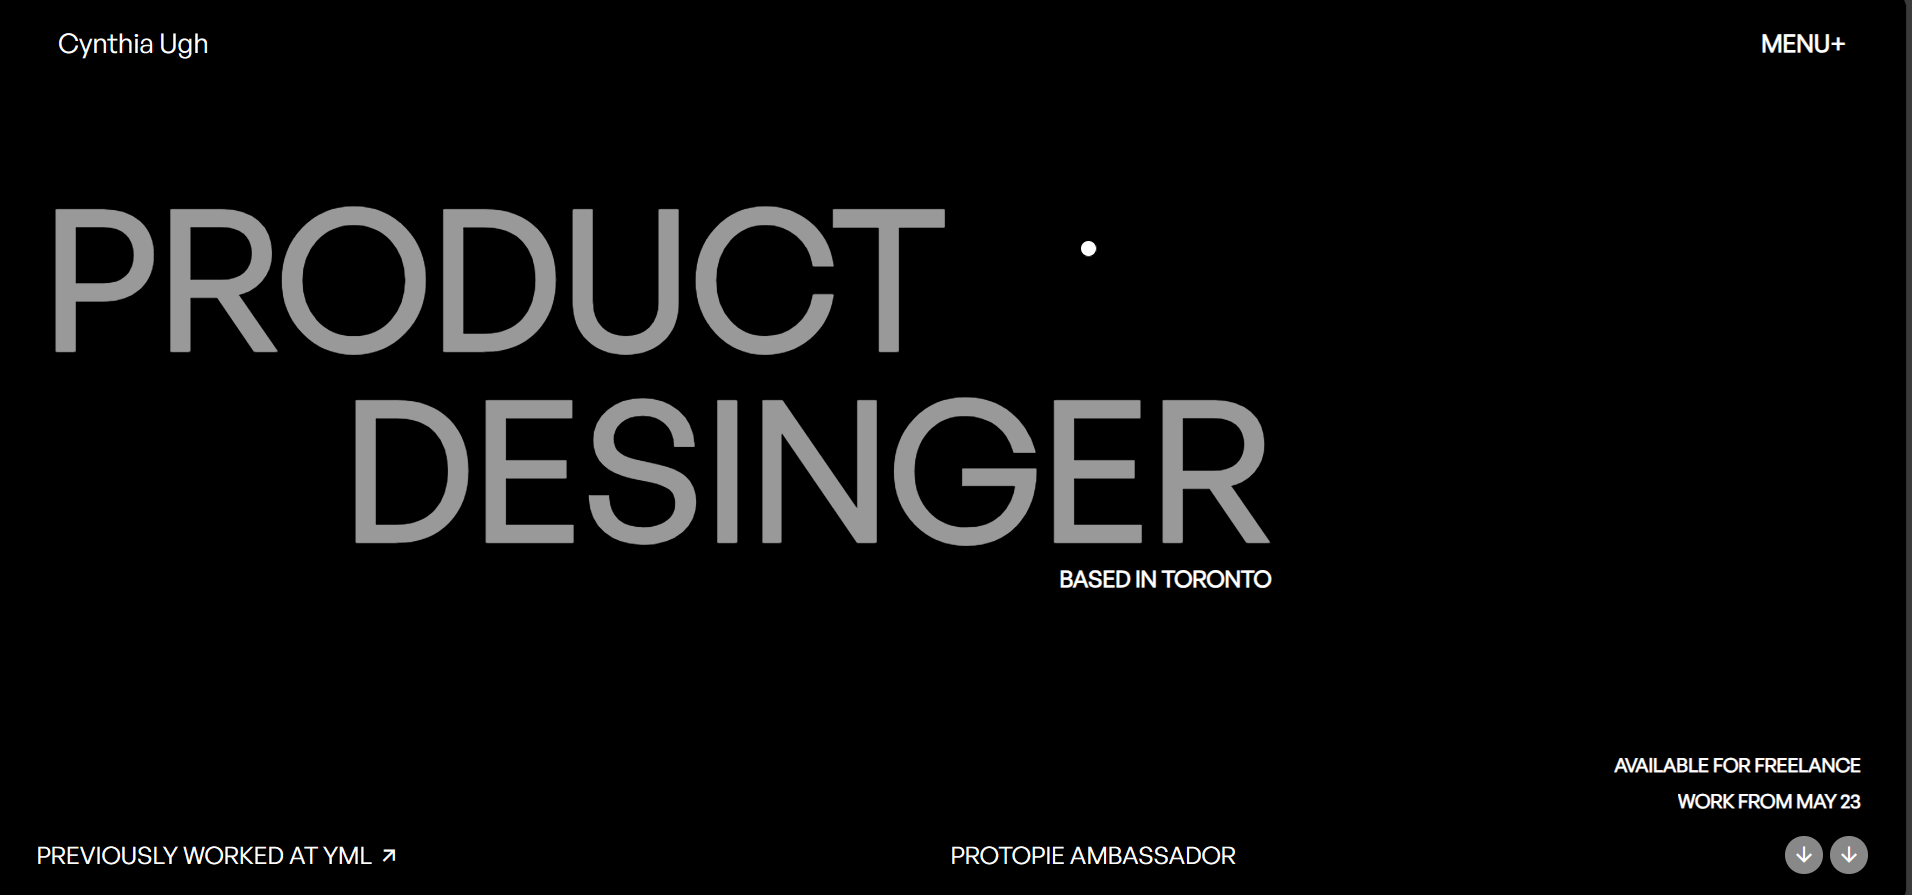 Cynthia Ugh
MENU+
PRODUCT
DESINGER
BASED IN TORONTO
AVAILABLE FOR FREELANCE
WORK FROM MAY 23
PREVIOUSLY WORKED AT YML ↗
PROTOPIE AMBASSADOR